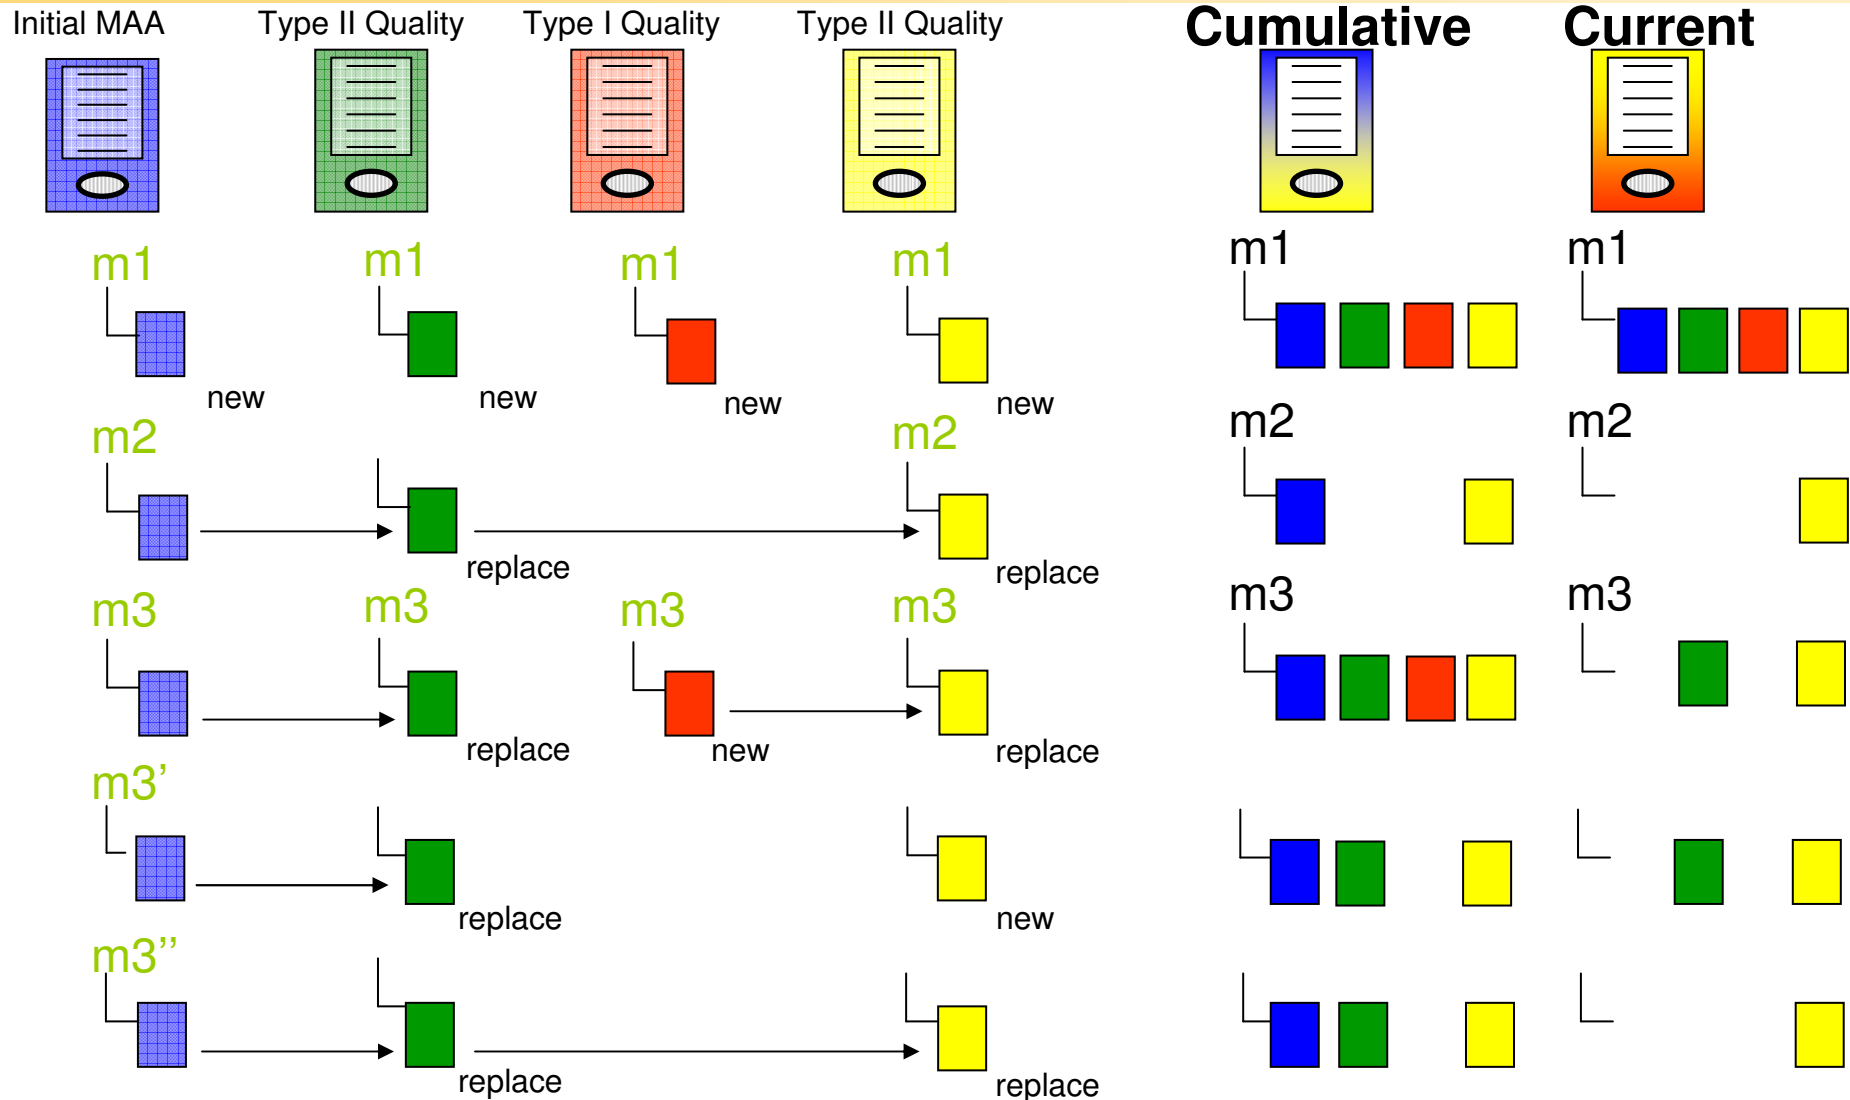 Initial MAA Type II Quality Type I Quality Type II Quality Cumulative Current
m1 m1 m1 m1 m1 m1
new new new new
m2 m2 m2 m2
replace replace
m3 m3 m3 m3 m3 m3
replace new replace
m3’
replace new
m3’’
replace replace